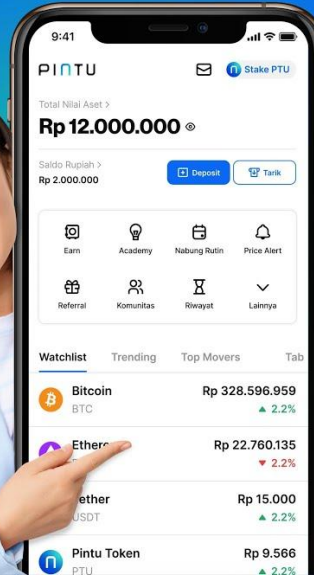 9:41
PINTU
Stake PTU
Total Nilai Aset >
Rp 12.000.000
Saldo Rupiah >
Rp 2.000.000
Deposit
Tarik
Earn
Academy
Nabung Rutin
Price Alert
Referral
Komunitas
Riwayat
Lainnya
Watchlist Trending Top Movers Tab
Bitcoin Rp 328.596.959
BTC ▲ 2.2%
Rp 22.760.135
▼ 2.2%
Rp 15.000
USDT ▲ 2.2%
Pintu Token Rp 9.566
PTU ▲ 2.2%